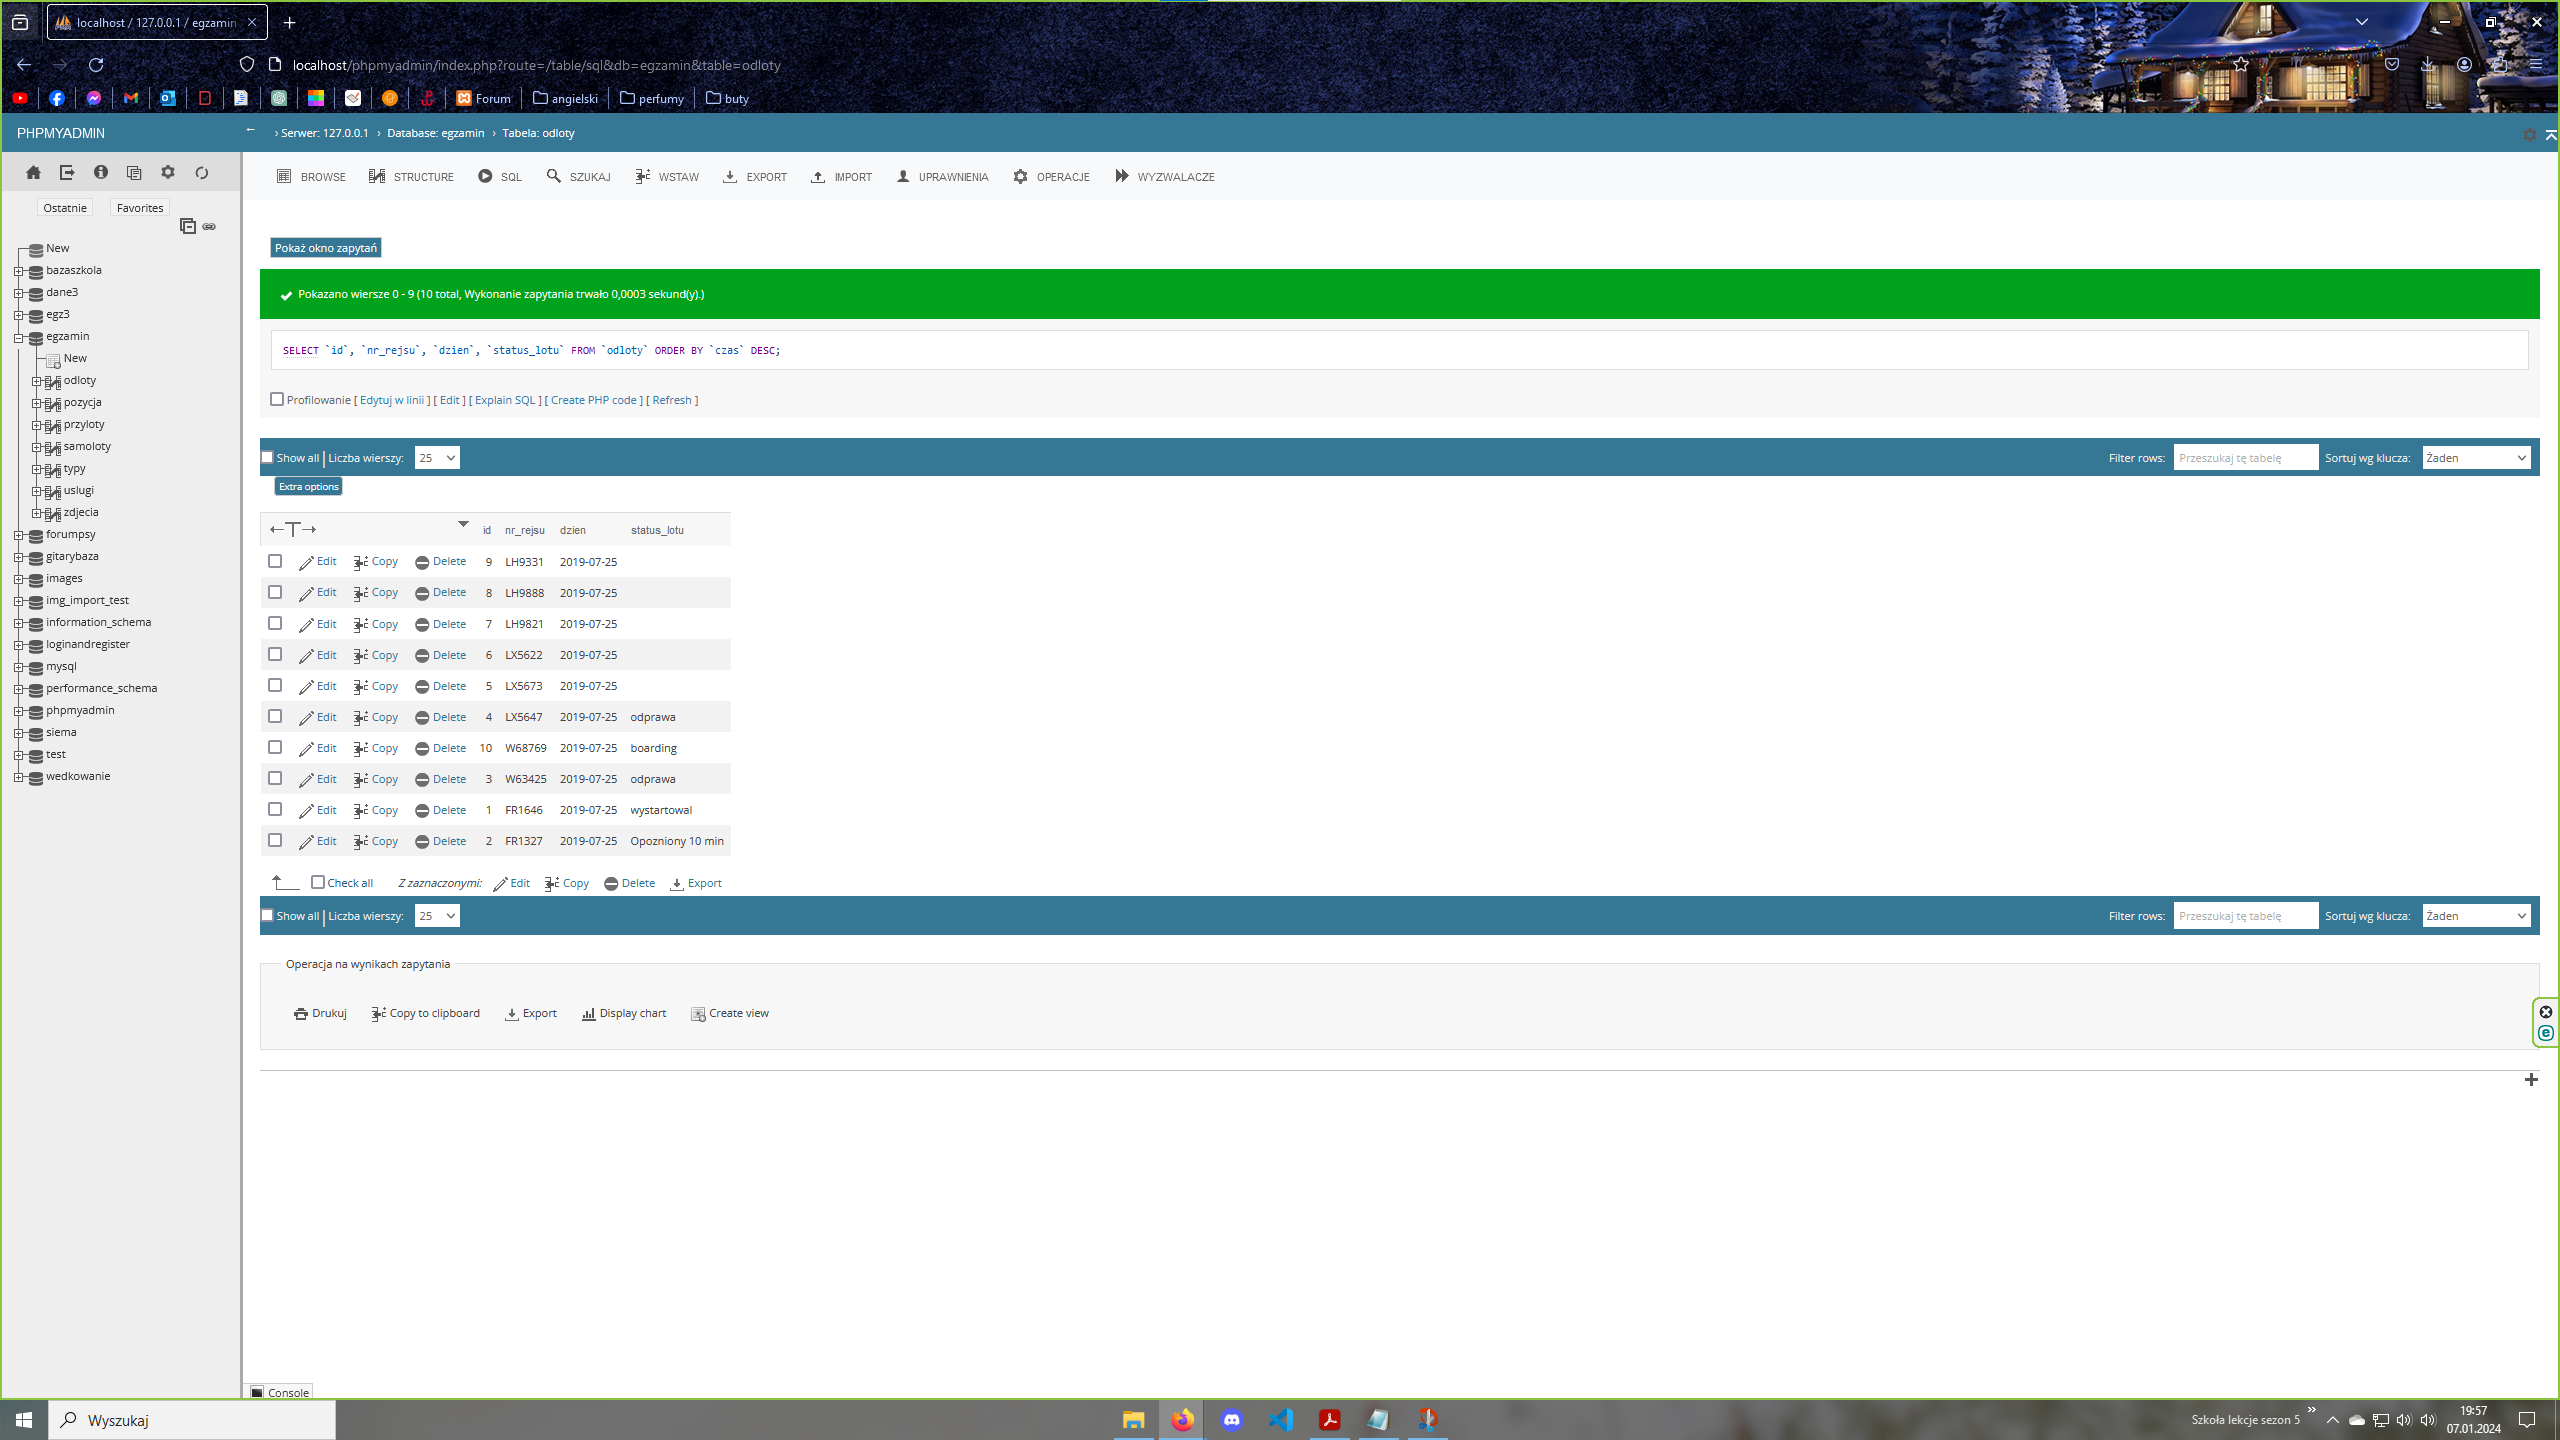 localhost / 127.0.0.1 / egzamin
localhost/phpmyadmin/index.php?route=/table/sql&db=egzamin&table=odloty
Forum angielski perfumy buty
PHPMYADMIN
← › Serwer: 127.0.0.1 › Database: egzamin › Tabela: odloty
BROWSE STRUCTURE SQL SZUKAJ WSTAW EXPORT IMPORT UPRAWNIENIA OPERACJE WYZWALACZE
Ostatnie Favorites
New
bazaszkola
dane3
egz3
egzamin
New
odloty
pozycja
przyloty
samoloty
typy
uslugi
zdjecia
forumpsy
gitarybaza
images
img_import_test
information_schema
loginandregister
mysql
performance_schema
phpmyadmin
siema
test
wedkowanie
Pokaż okno zapytań
Pokazano wiersze 0 - 9 (10 total, Wykonanie zapytania trwało 0,0003 sekund(y).)
SELECT `id`, `nr_rejsu`, `dzien`, `status_lotu` FROM `odloty` ORDER BY `czas` DESC;
Profilowanie [ Edytuj w linii ] [ Edit ] [ Explain SQL ] [ Create PHP code ] [ Refresh ]
Show all | Liczba wierszy: 25 Filter rows: Przeszukaj tę tabelę Sortuj wg klucza: Żaden
Extra options
←T→ id nr_rejsu dzien status_lotu
Edit Copy Delete 9 LH9331 2019-07-25
Edit Copy Delete 8 LH9888 2019-07-25
Edit Copy Delete 7 LH9821 2019-07-25
Edit Copy Delete 6 LX5622 2019-07-25
Edit Copy Delete 5 LX5673 2019-07-25
Edit Copy Delete 4 LX5647 2019-07-25 odprawa
Edit Copy Delete 10 W68769 2019-07-25 boarding
Edit Copy Delete 3 W63425 2019-07-25 odprawa
Edit Copy Delete 1 FR1646 2019-07-25 wystartowal
Edit Copy Delete 2 FR1327 2019-07-25 Opozniony 10 min
Check all Z zaznaczonymi: Edit Copy Delete Export
Show all | Liczba wierszy: 25 Filter rows: Przeszukaj tę tabelę Sortuj wg klucza: Żaden
Operacja na wynikach zapytania
Drukuj Copy to clipboard Export Display chart Create view
Console
Wyszukaj
Szkoła lekcje sezon 5
19:57
07.01.2024